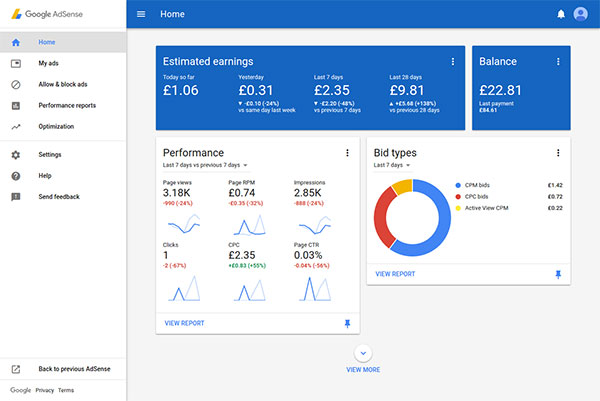 Google AdSense
Home
My ads
Allow & block ads
Performance reports
Optimization
Settings
Help
Send feedback
Back to previous AdSense
Google Privacy Terms
Home
Estimated earnings
Today so far
£1.06
Yesterday
£0.31
▼ -£0.10 (-24%)
vs same day last week
Last 7 days
£2.35
▼ -£2.20 (-48%)
vs previous 7 days
Last 28 days
£9.81
▲ +£5.68 (+138%)
vs previous 28 days
Balance
£22.81
Last payment
£84.61
Performance
Last 7 days vs previous 7 days
Page views
3.18K
-990 (-24%)
Page RPM
£0.74
-£0.35 (-32%)
Impressions
2.85K
-888 (-24%)
Clicks
1
-2 (-67%)
CPC
£2.35
+£0.83 (+55%)
Page CTR
0.03%
-0.04% (-56%)
VIEW REPORT
Bid types
Last 7 days
CPM bids £1.42
CPC bids £0.72
Active View CPM £0.22
VIEW REPORT
VIEW MORE